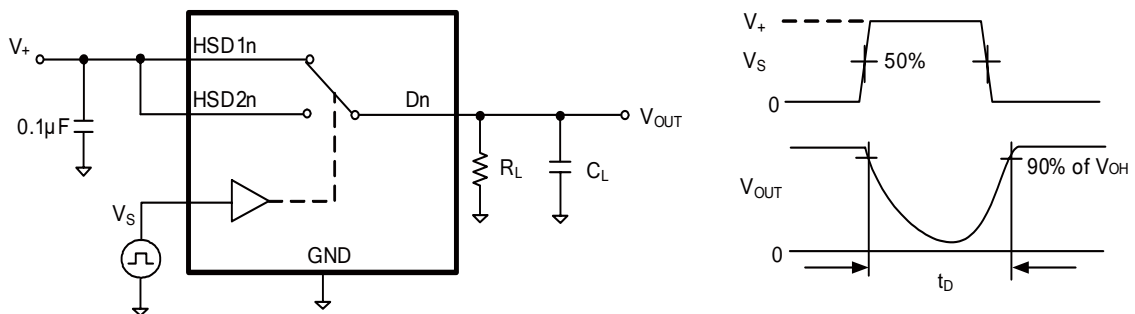 V+
HSD1n
HSD2n
Dn
VOUT
0.1µF
RL
CL
VS
GND
V+
VS
50%
0
VOUT
90% of VOH
0
tD